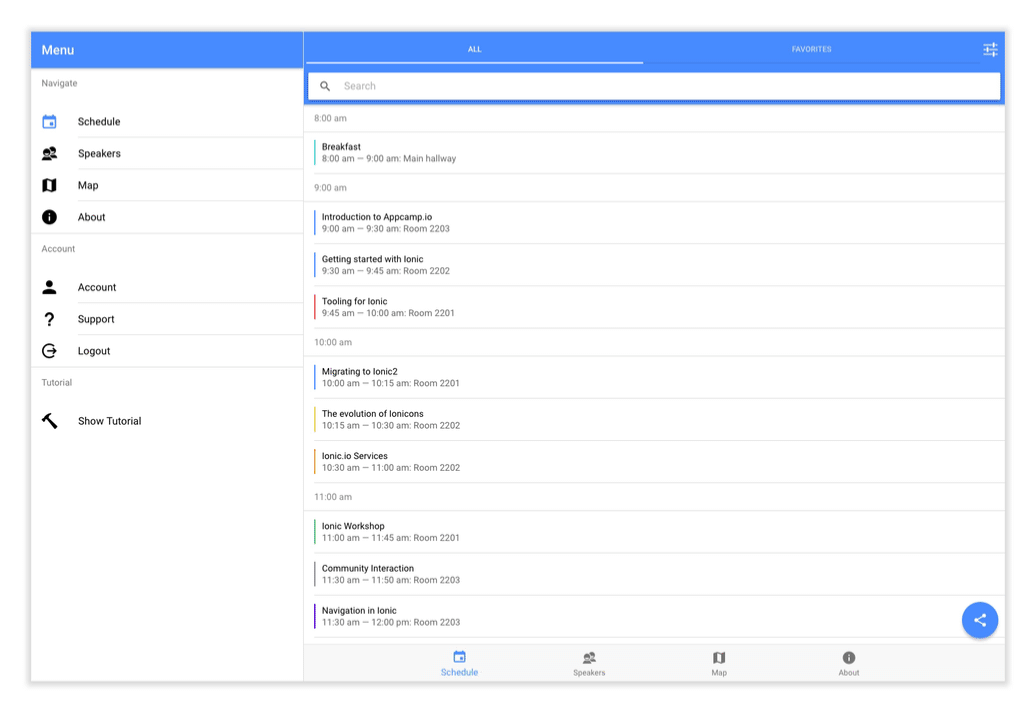 Menu
Navigate
Schedule
Speakers
Map
About
Account
Account
Support
Logout
Tutorial
Show Tutorial
ALL
FAVORITES
Search
8:00 am
Breakfast
8:00 am — 9:00 am: Main hallway
9:00 am
Introduction to Appcamp.io
9:00 am — 9:30 am: Room 2203
Getting started with Ionic
9:30 am — 9:45 am: Room 2202
Tooling for Ionic
9:45 am — 10:00 am: Room 2201
10:00 am
Migrating to Ionic2
10:00 am — 10:15 am: Room 2201
The evolution of Ionicons
10:15 am — 10:30 am: Room 2202
Ionic.io Services
10:30 am — 11:00 am: Room 2202
11:00 am
Ionic Workshop
11:00 am — 11:45 am: Room 2201
Community Interaction
11:30 am — 11:50 am: Room 2203
Navigation in Ionic
11:30 am — 12:00 pm: Room 2203
Schedule
Speakers
Map
About